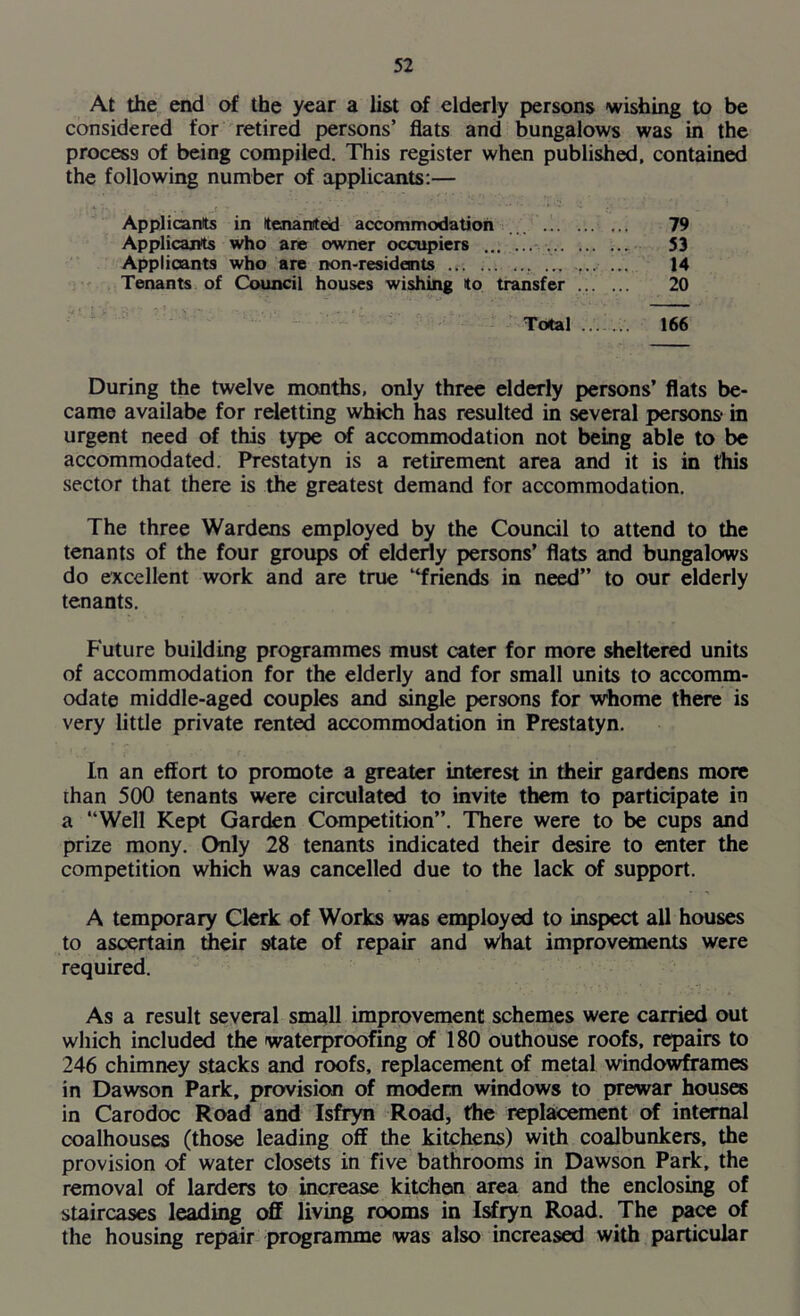 52
At the end of the year a list of elderly persons wishing to be
considered for retired persons’ flats and bungalows was in the
process of being compiled. This register when published, contained
the following number of applicants:—
Applicants in tenanted accommodation ... ... ... ... 79
Applicants who are owner occupiers ... ... ... ... ... 53
Applicants who are non-residents ... ... ... ... ... ... 14
Tenants of Council houses wishing to transfer ... ... 20
Total ... ... 166
During the twelve months, only three elderly persons’ flats be-
came availabe for reletting which has resulted in several persons in
urgent need of this type of accommodation not being able to be
accommodated. Prestatyn is a retirement area and it is in this
sector that there is the greatest demand for accommodation.
The three Wardens employed by the Council to attend to the
tenants of the four groups of elderly persons’ flats and bungalows
do excellent work and are true “friends in need” to our elderly
tenants.
Future building programmes must cater for more sheltered units
of accommodation for the elderly and for small units to accomm-
odate middle-aged couples and single persons for whome there is
very little private rented accommodation in Prestatyn.
In an effort to promote a greater interest in their gardens more
than 500 tenants were circulated to invite them to participate in
a “Well Kept Garden Competition”. There were to be cups and
prize mony. Only 28 tenants indicated their desire to enter the
competition which was cancelled due to the lack of support.
A temporary Clerk of Works was employed to inspect all houses
to ascertain their state of repair and what improvements were
required.
As a result several small improvement schemes were carried out
which included the waterproofing of 180 outhouse roofs, repairs to
246 chimney stacks and roofs, replacement of metal windowframes
in Dawson Park, provision of modern windows to prewar houses
in Carodoc Road and Isfryn Road, the replacement of internal
coalhouses (those leading off the kitchens) with coalbunkers, the
provision of water closets in five bathrooms in Dawson Park, the
removal of larders to increase kitchen area and the enclosing of
staircases leading off living rooms in Isfryn Road. The pace of
the housing repair programme was also increased with particular